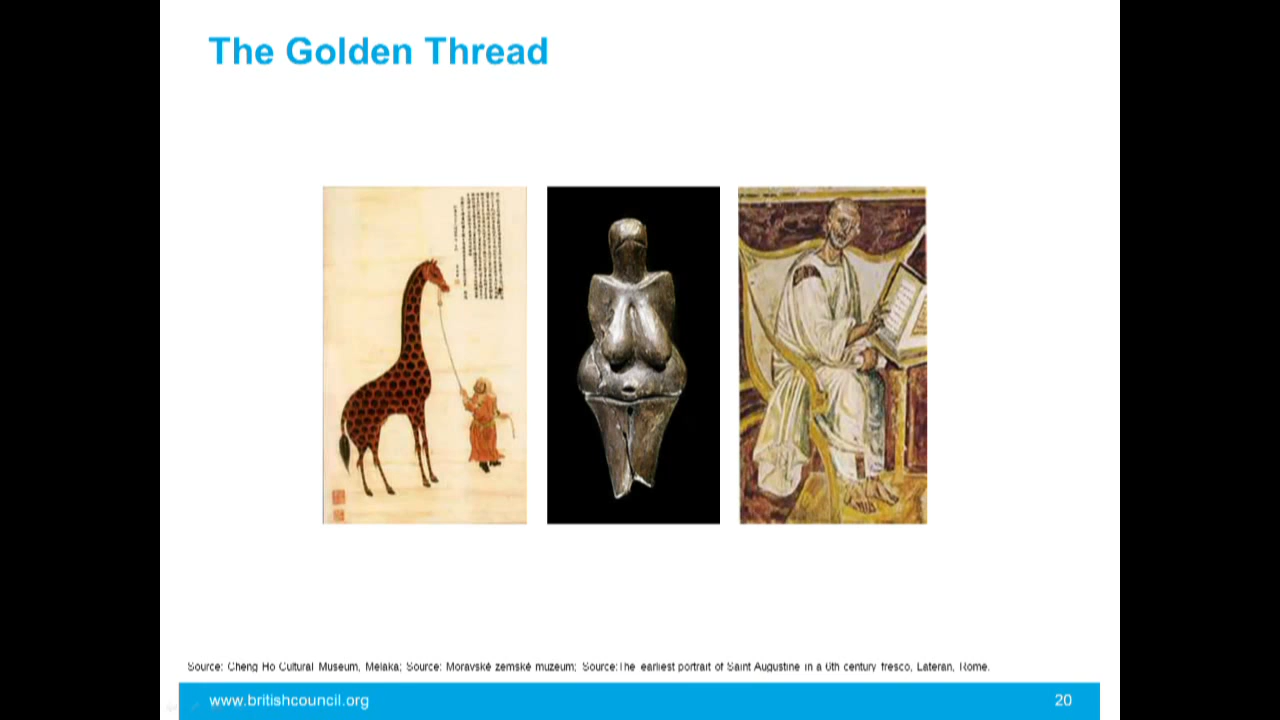 The Golden Thread
Source: Cheng Ho Cultural Museum, Melaka; Source: Moravské zemské muzeum; Source:The earliest portrait of Saint Augustine in a 6th century fresco, Lateran, Rome.
www.britishcouncil.org
20